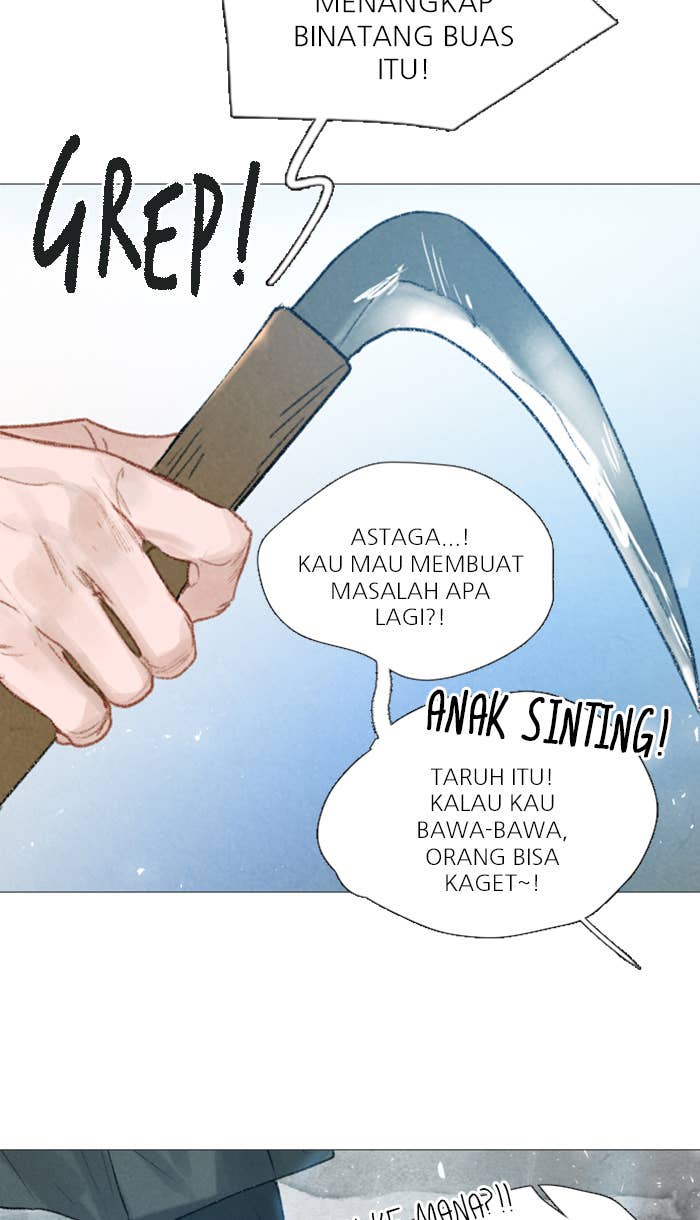 MENANGKAP
BINATANG BUAS
ITU!
GREP!
ASTAGA...!
KAU MAU MEMBUAT
MASALAH APA
LAGI?!
ANAK SINTING!
TARUH ITU!
KALAU KAU
BAWA-BAWA,
ORANG BISA
KAGET~!
KE MANA?!!